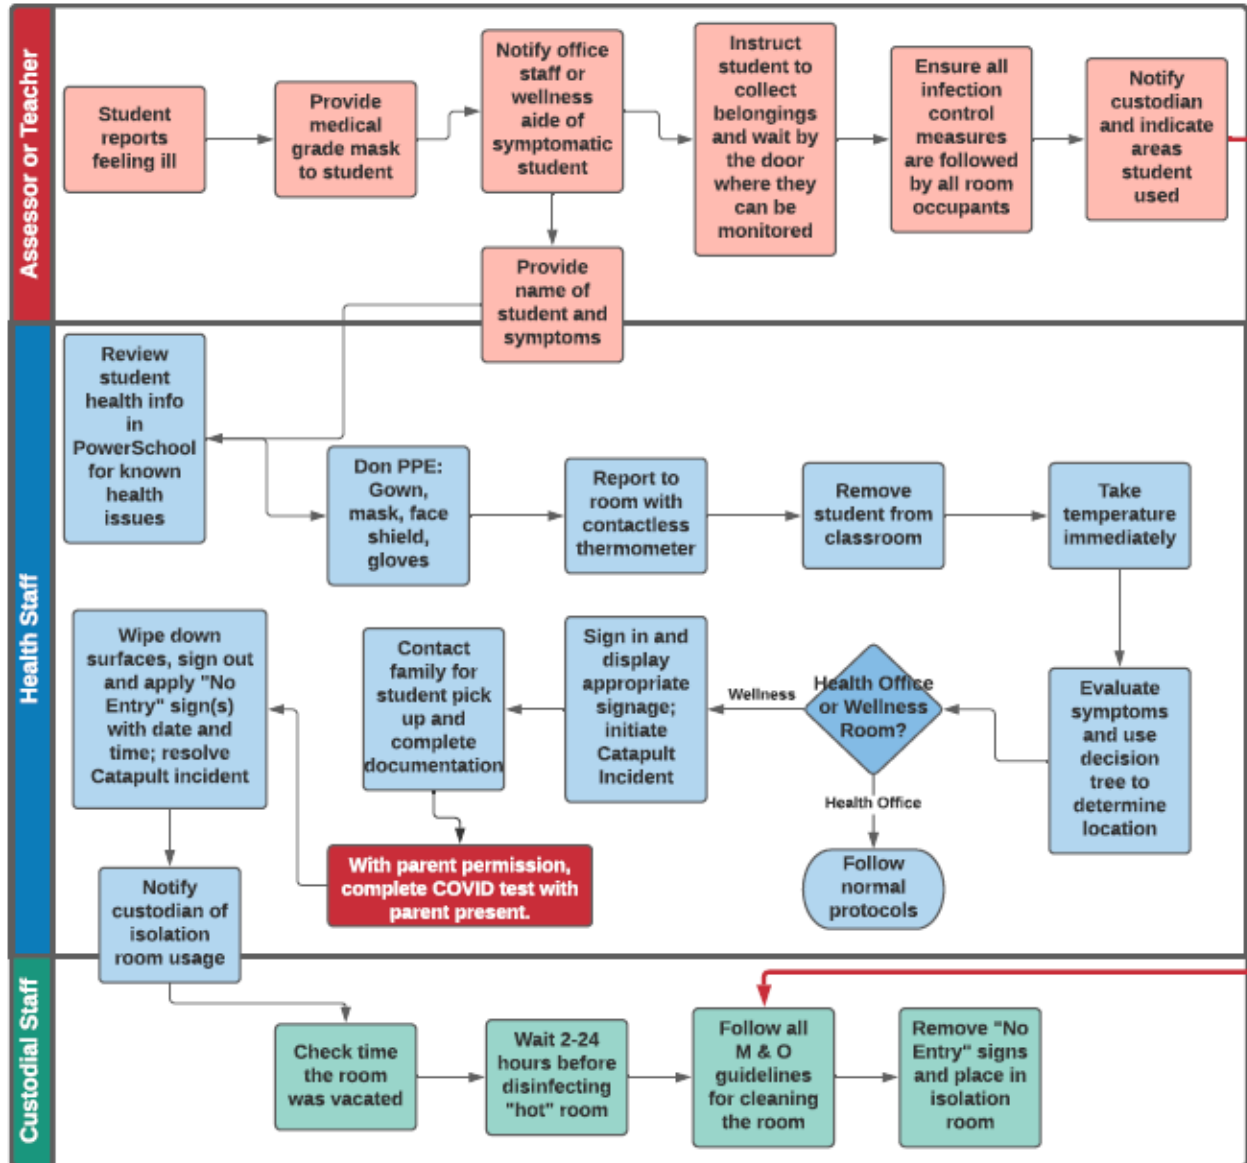 Assessor or Teacher
Student
reports
feeling ill
Provide
medical
grade mask
to student
Notify office
staff or
wellness
aide of
symptomatic
student
Instruct
student to
collect
belongings
and wait by
the door
where they
can be
monitored
Ensure all
infection
control
measures
are followed
by all room
occupants
Notify
custodian
and indicate
areas
student
used
Provide
name of
student and
symptoms
Health Staff
Review
student
health info
in
PowerSchool
for known
health
issues
Don PPE:
Gown,
mask, face
shield,
gloves
Report to
room with
contactless
thermometer
Remove
student from
classroom
Take
temperature
immediately
Evaluate
symptoms
and use
decision
tree to
determine
location
Health Office
or Wellness
Room?
Wellness
Health Office
Follow
normal
protocols
Sign in and
display
appropriate
signage;
initiate
Catapult
Incident
Contact
family for
student pick
up and
complete
documentation
With parent permission,
complete COVID test with
parent present.
Wipe down
surfaces, sign out
and apply "No
Entry" sign(s)
with date and
time; resolve
Catapult incident
Notify
custodian of
isolation
room usage
Custodial Staff
Check time
the room
was vacated
Wait 2-24
hours before
disinfecting
"hot" room
Follow all
M & O
guidelines
for cleaning
the room
Remove "No
Entry" signs
and place in
isolation
room